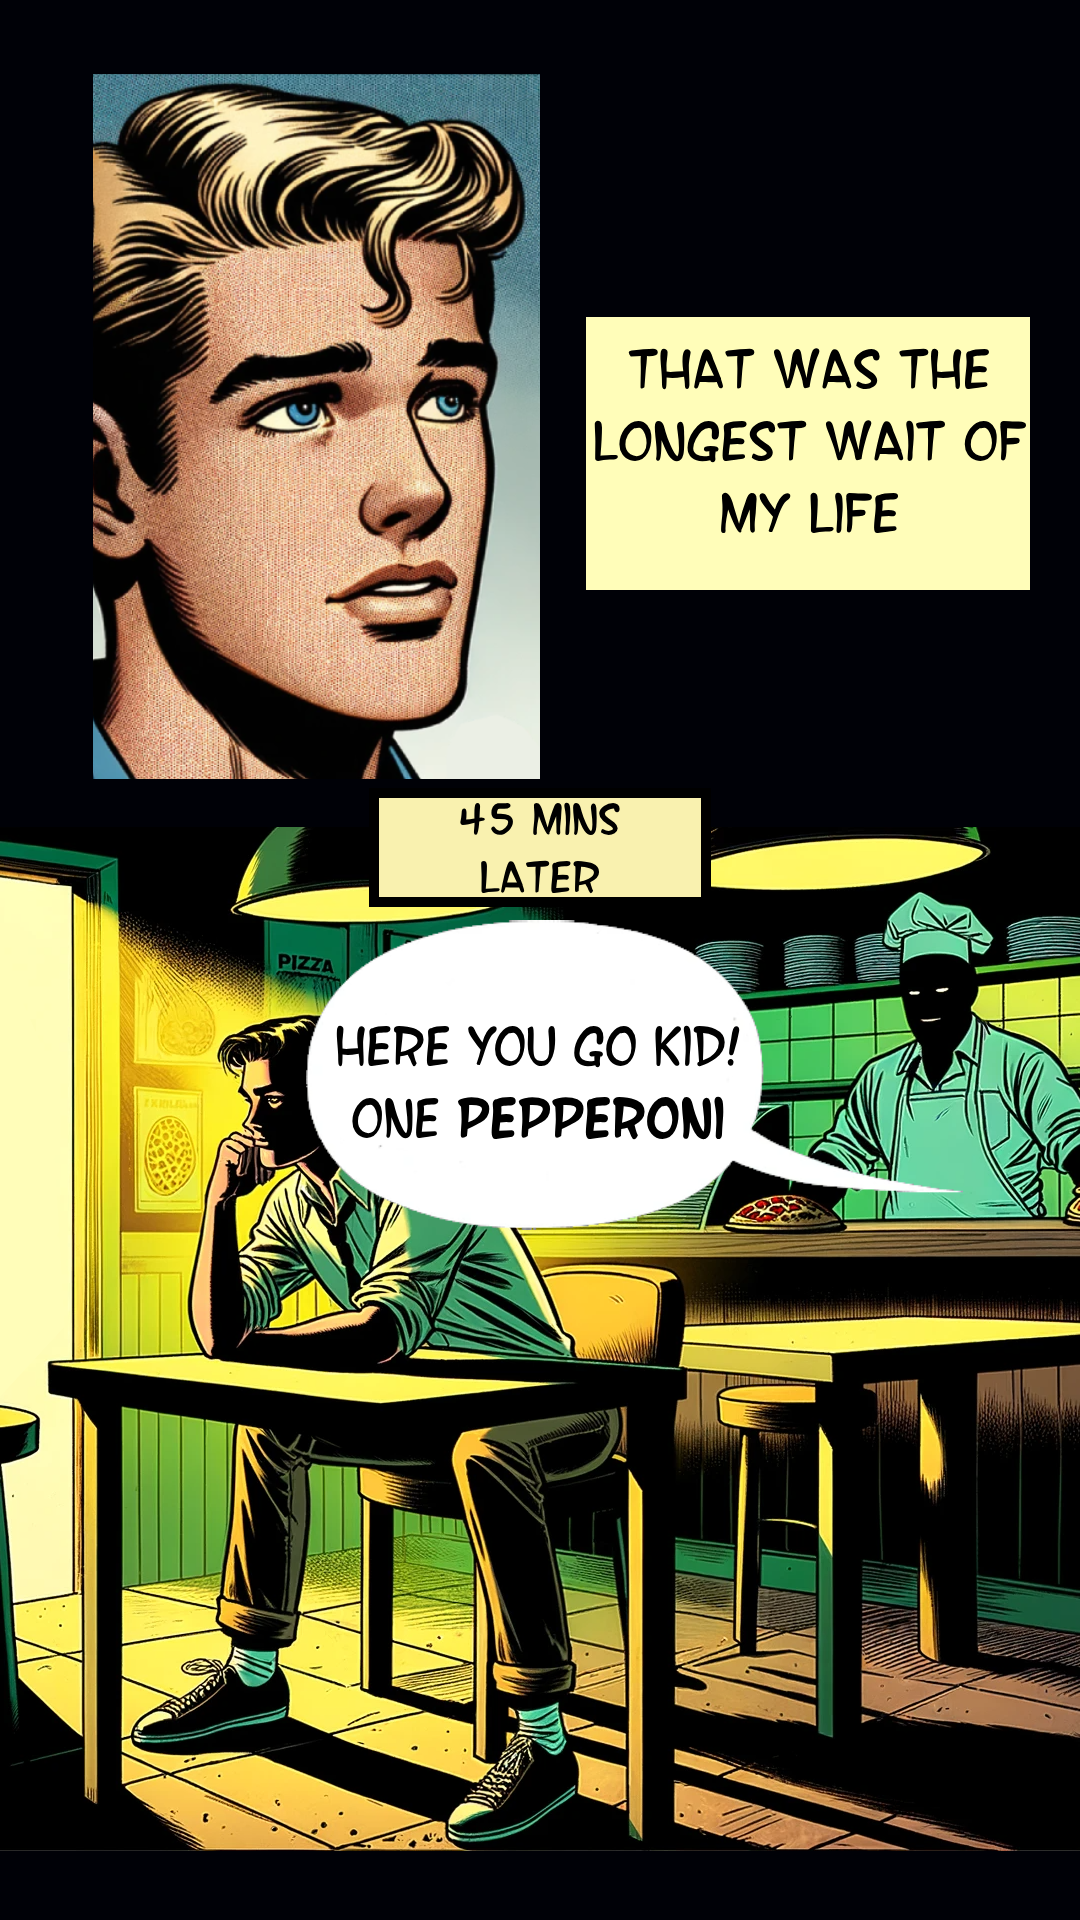 THAT WAS THE
LONGEST WAIT OF
MY LIFE
45 MINS
LATER
PIZZA
HERE YOU GO KID!
ONE PEPPERONI